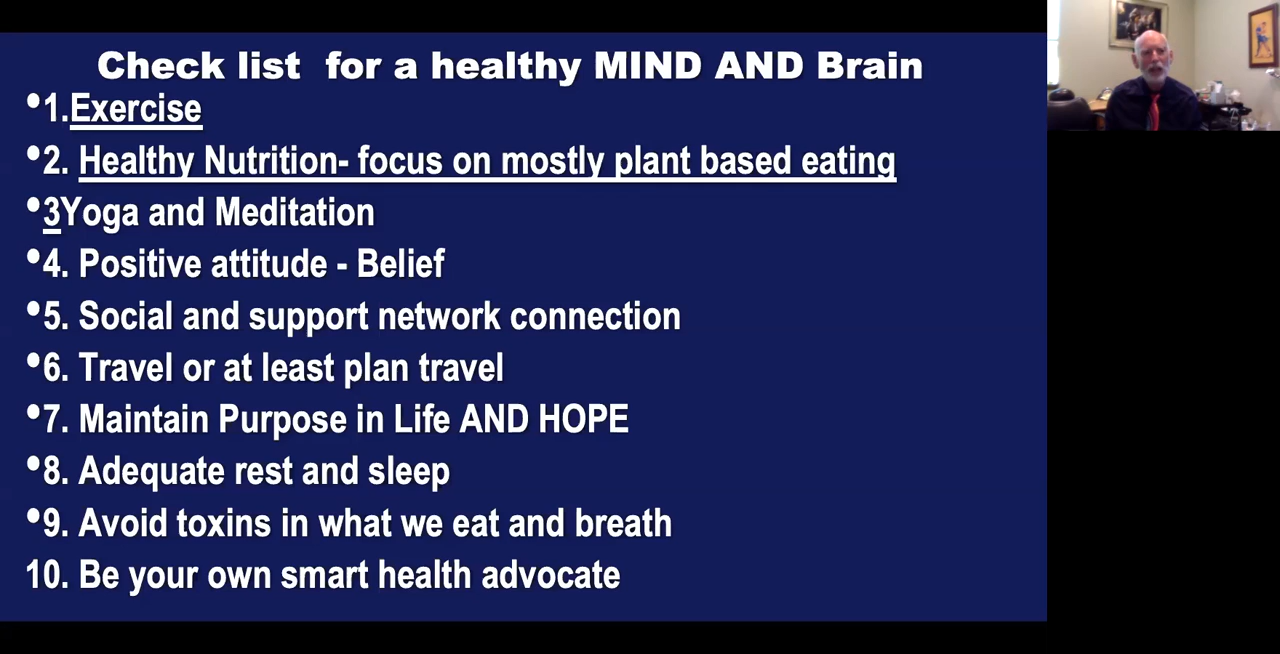 Check list  for a healthy MIND AND Brain
•1.Exercise
•2. Healthy Nutrition- focus on mostly plant based eating
•3Yoga and Meditation
•4. Positive attitude - Belief
•5. Social and support network connection
•6. Travel or at least plan travel
•7. Maintain Purpose in Life AND HOPE
•8. Adequate rest and sleep
•9. Avoid toxins in what we eat and breath
10. Be your own smart health advocate